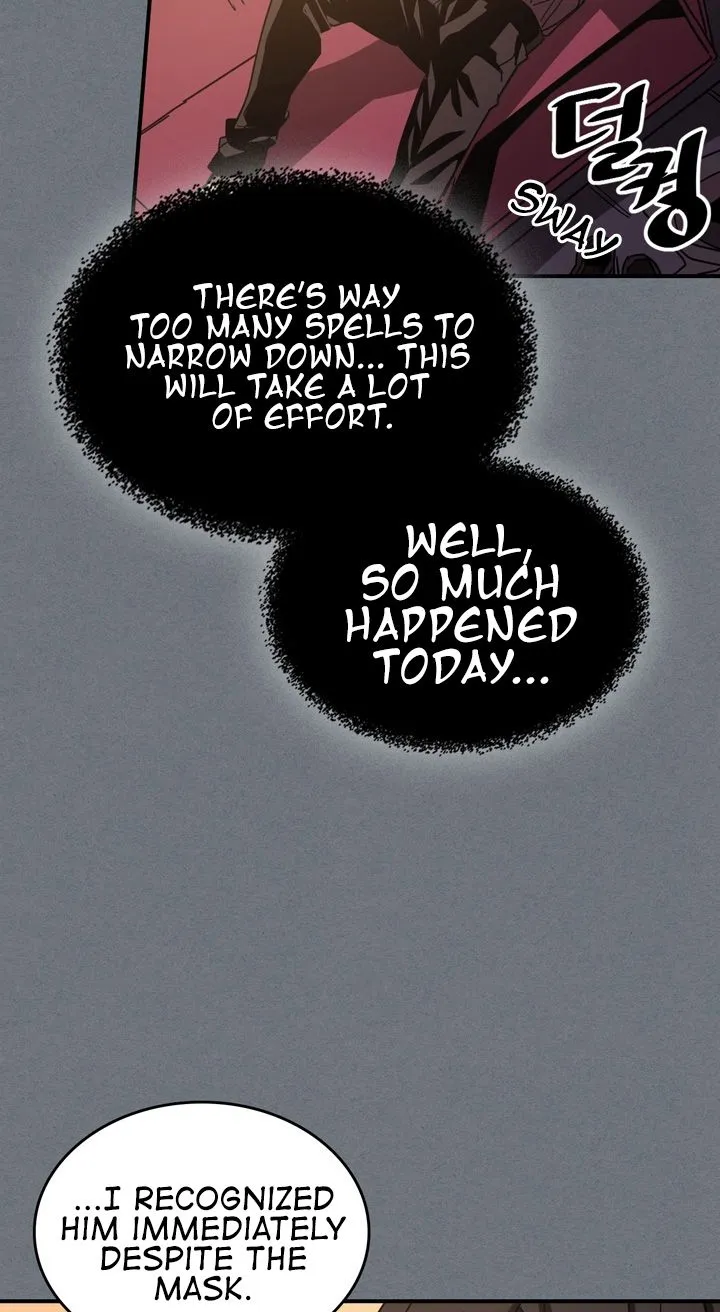 덜컹
SWAY
THERE'S WAY
TOO MANY SPELLS TO
NARROW DOWN... THIS
WILL TAKE A LOT
OF EFFORT.
WELL,
SO MUCH
HAPPENED
TODAY...
...I RECOGNIZED
HIM IMMEDIATELY
DESPITE THE
MASK.